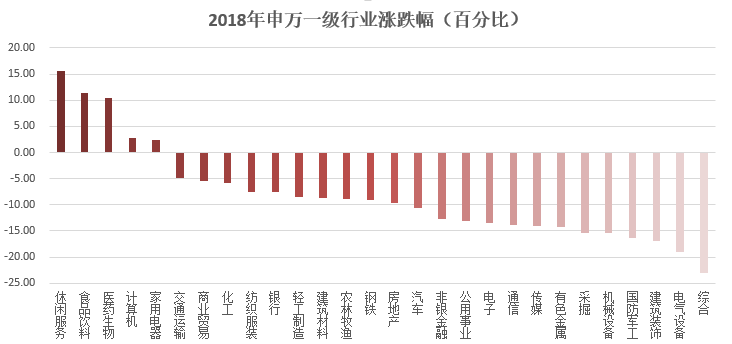 2018年申万一级行业涨跌幅（百分比）
20.00
15.00
10.00
5.00
0.00
-5.00
-10.00
-15.00
-20.00
-25.00
休闲服务
食品饮料
医药生物
计算机
家用电器
交通运输
商业贸易
化工
纺织服装
银行
轻工制造
建筑材料
农林牧渔
钢铁
房地产
汽车
非银金融
公用事业
电子
通信
传媒
有色金属
采掘
机械设备
国防军工
建筑装饰
电气设备
综合